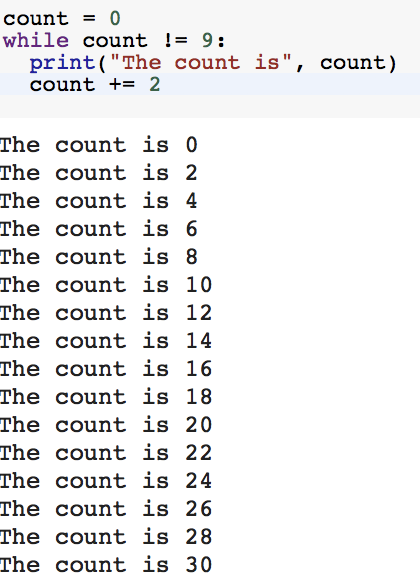 count = 0
while count != 9:
  print("The count is", count)
  count += 2
The count is 0
The count is 2
The count is 4
The count is 6
The count is 8
The count is 10
The count is 12
The count is 14
The count is 16
The count is 18
The count is 20
The count is 22
The count is 24
The count is 26
The count is 28
The count is 30